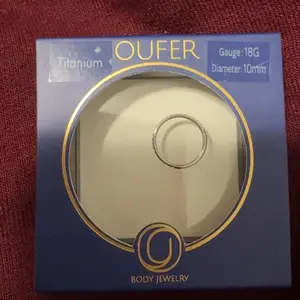 OUFER
Titanium
Gauge:18G
Diameter:10mm
BODY JEWELRY